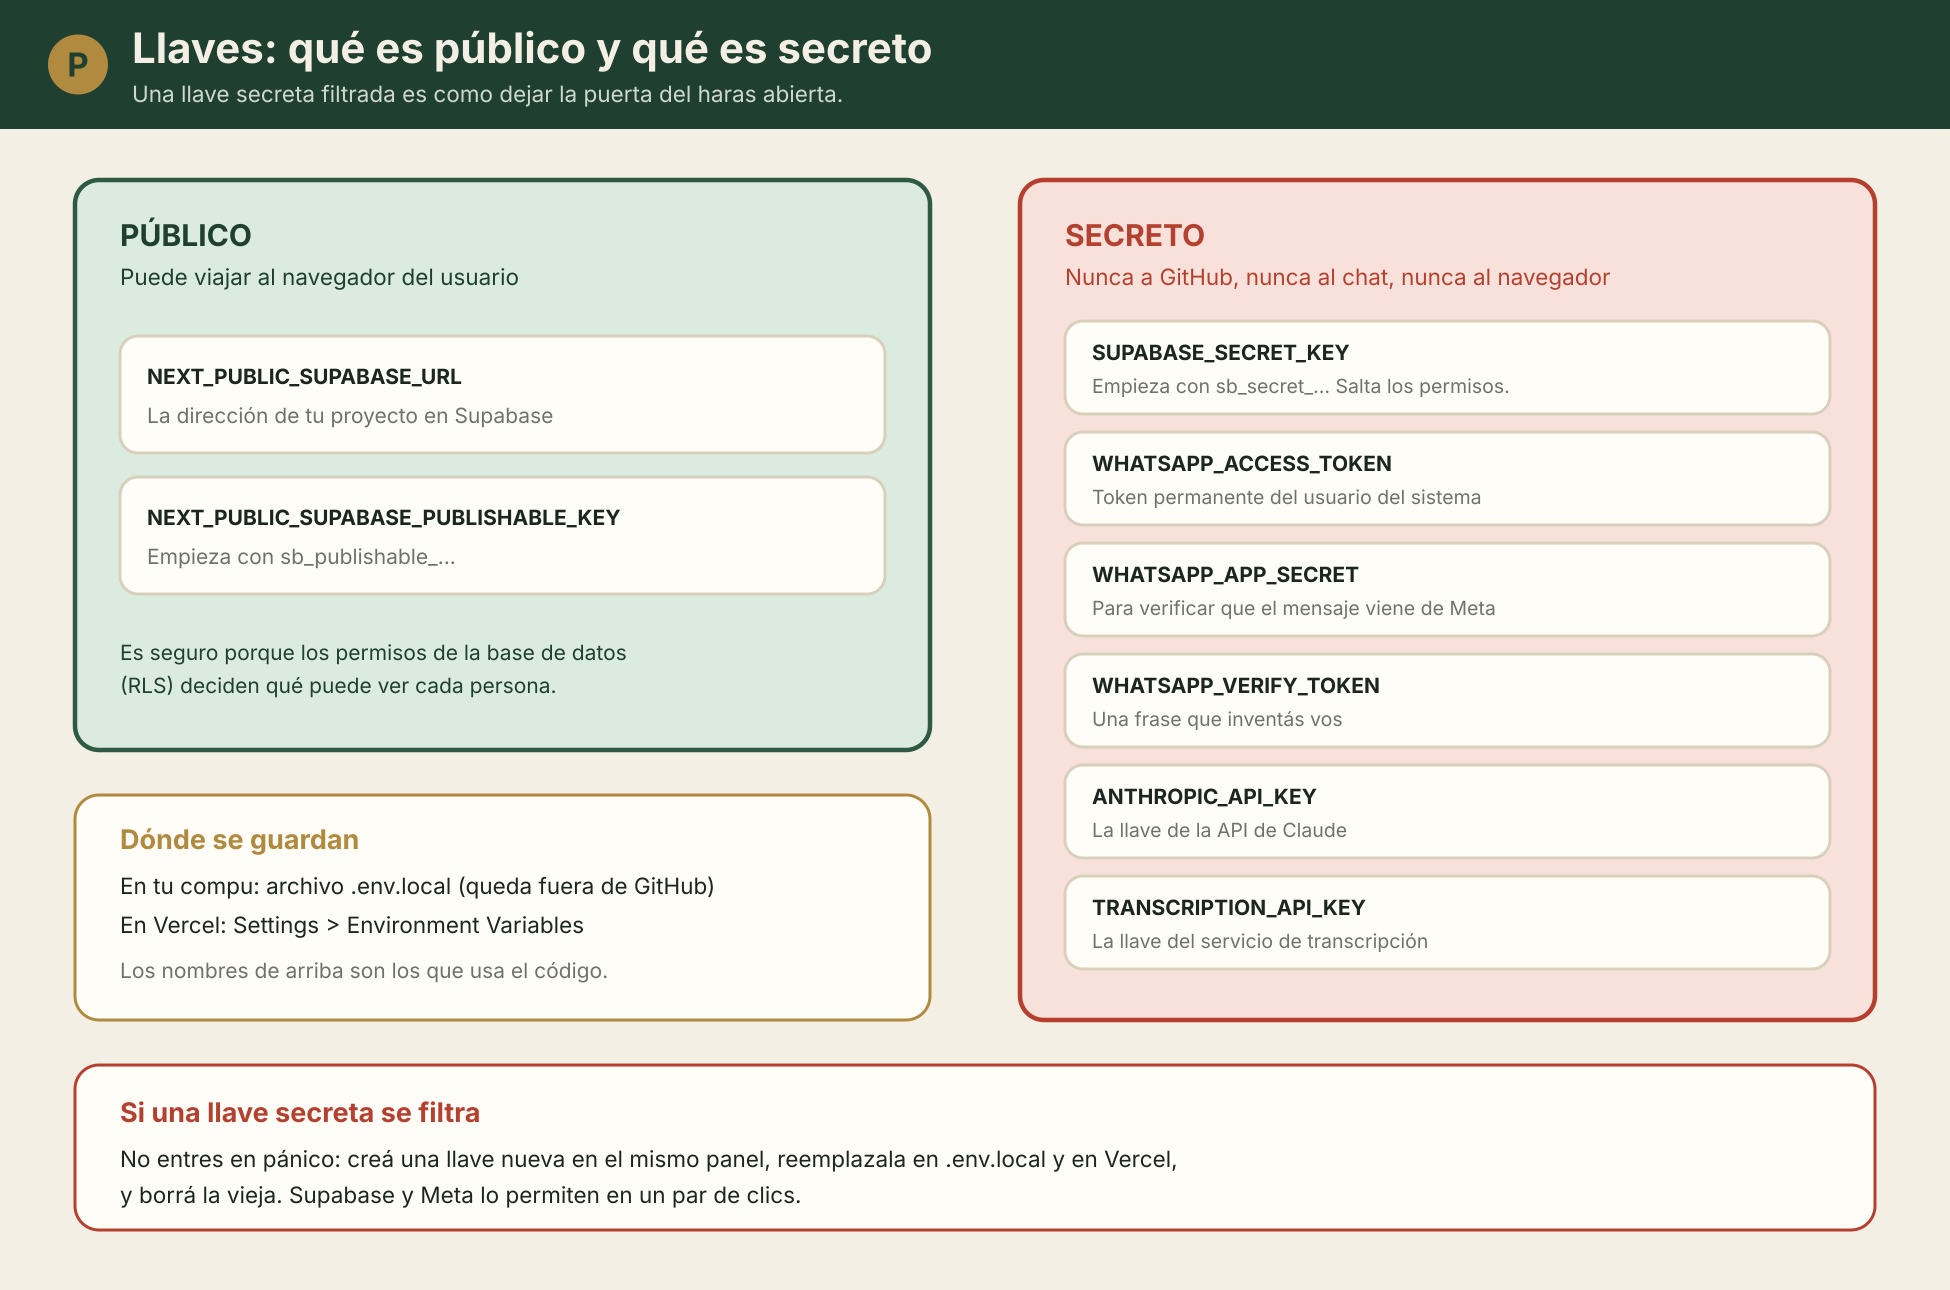 P
Llaves: qué es público y qué es secreto
Una llave secreta filtrada es como dejar la puerta del haras abierta.
PÚBLICO
Puede viajar al navegador del usuario
NEXT_PUBLIC_SUPABASE_URL
La dirección de tu proyecto en Supabase
NEXT_PUBLIC_SUPABASE_PUBLISHABLE_KEY
Empieza con sb_publishable_...
Es seguro porque los permisos de la base de datos
(RLS) deciden qué puede ver cada persona.
Dónde se guardan
En tu compu: archivo .env.local (queda fuera de GitHub)
En Vercel: Settings > Environment Variables
Los nombres de arriba son los que usa el código.
SECRETO
Nunca a GitHub, nunca al chat, nunca al navegador
SUPABASE_SECRET_KEY
Empieza con sb_secret_... Salta los permisos.
WHATSAPP_ACCESS_TOKEN
Token permanente del usuario del sistema
WHATSAPP_APP_SECRET
Para verificar que el mensaje viene de Meta
WHATSAPP_VERIFY_TOKEN
Una frase que inventás vos
ANTHROPIC_API_KEY
La llave de la API de Claude
TRANSCRIPTION_API_KEY
La llave del servicio de transcripción
Si una llave secreta se filtra
No entres en pánico: creá una llave nueva en el mismo panel, reemplazala en .env.local y en Vercel,
y borrá la vieja. Supabase y Meta lo permiten en un par de clics.